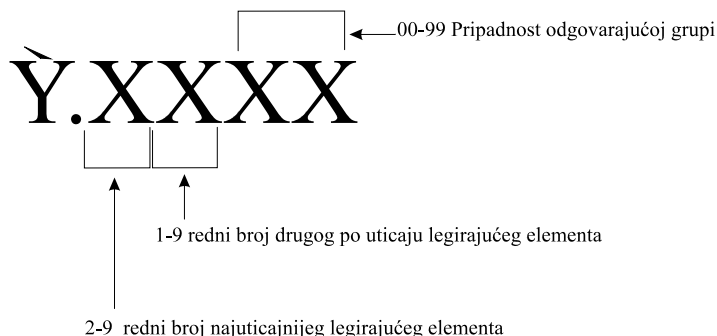 00-99 Pripadnost odgovarajućoj grupi
Ỳ.XXXX
1-9 redni broj drugog po uticaju legirajućeg elementa
2-9 redni broj najuticajnijeg legirajućeg elementa